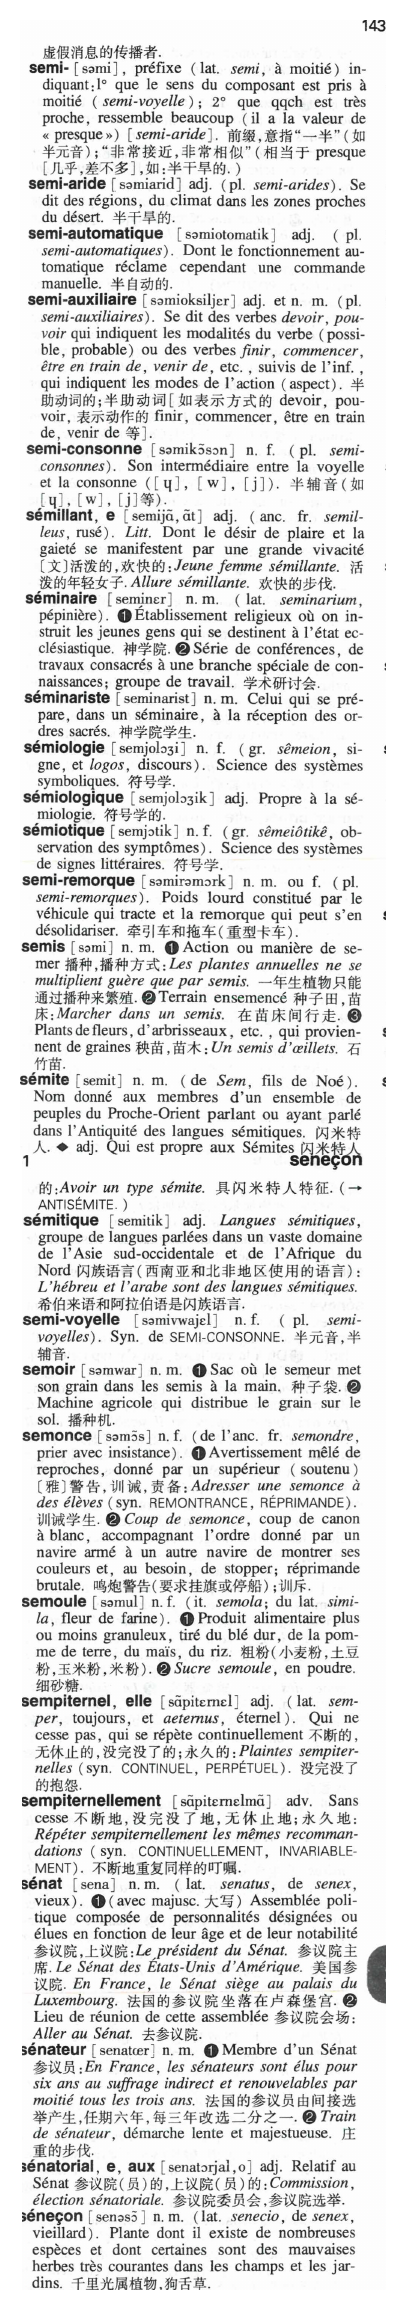 143
虚假消息的传播者.
semi- [səmi], préfixe (lat. semi, à moitié) in-
diquant:1° que le sens du composant est pris à
moitié (semi-voyelle); 2° que qqch est très
proche, ressemble beaucoup (il a la valeur de
« presque ») [semi-aride]. 前缀,意指“一半”(如
半元音);“非常接近,非常相似”(相当于 presque
[几乎,差不多],如:半干旱的.)
semi-aride [səmiarid] adj. (pl. semi-arides). Se
dit des régions, du climat dans les zones proches
du désert. 半干旱的.
semi-automatique [səmiotomatik] adj. ( pl.
semi-automatiques). Dont le fonctionnement au-
tomatique réclame cependant une commande
manuelle. 半自动的.
semi-auxiliaire [səmioksiljɛr] adj. et n. m. (pl.
semi-auxiliaires). Se dit des verbes devoir, pou-
voir qui indiquent les modalités du verbe (possi-
ble, probable) ou des verbes finir, commencer,
être en train de, venir de, etc. , suivis de l'inf. ,
qui indiquent les modes de l'action (aspect). 半
助动词的;半助动词[如表示方式的 devoir, pou-
voir, 表示动作的 finir, commencer, être en train
de, venir de 等].
semi-consonne [səmikɔ̃sɔn] n. f. (pl. semi-
consonnes). Son intermédiaire entre la voyelle
et la consonne ([ɥ], [w], [j]). 半辅音(如
[ɥ], [w], [j]等).
sémillant, e [semijɑ̃, ɑ̃t] adj. (anc. fr. semil-
leus, rusé). Litt. Dont le désir de plaire et la
gaieté se manifestent par une grande vivacité
〔文〕活泼的,欢快的:Jeune femme sémillante. 活
泼的年轻女子. Allure sémillante. 欢快的步伐.
séminaire [seminɛr] n. m. (lat. seminarium,
pépinière). ❶ Établissement religieux où on in-
struit les jeunes gens qui se destinent à l'état ec-
clésiastique. 神学院. ❷ Série de conférences, de
travaux consacrés à une branche spéciale de con-
naissances; groupe de travail. 学术研讨会.
séminariste [seminarist] n. m. Celui qui se pré-
pare, dans un séminaire, à la réception des or-
dres sacrés. 神学院学生.
sémiologie [semjolɔʒi] n. f. (gr. sêmeion, si-
gne, et logos, discours). Science des systèmes
symboliques. 符号学.
sémiologique [semjolɔʒik] adj. Propre à la sé-
miologie. 符号学的.
sémiotique [semjɔtik] n. f. (gr. sêmeiôtikê, ob-
servation des symptômes). Science des systèmes
de signes littéraires. 符号学.
semi-remorque [səmirəmɔrk] n. m. ou f. (pl.
semi-remorques). Poids lourd constitué par le
véhicule qui tracte et la remorque qui peut s'en
désolidariser. 牵引车和拖车(重型卡车).
semis [səmi] n. m. ❶ Action ou manière de se-
mer 播种,播种方式:Les plantes annuelles ne se
multiplient guère que par semis. 一年生植物只能
通过播种来繁殖. ❷ Terrain ensemencé 种子田,苗
床:Marcher dans un semis. 在苗床间行走. ❸
Plants de fleurs, d'arbrisseaux, etc. , qui provien-
nent de graines 秧苗,苗木:Un semis d'œillets. 石
竹苗.
sémite [semit] n. m. (de Sem, fils de Noé).
Nom donné aux membres d'un ensemble de
peuples du Proche-Orient parlant ou ayant parlé
dans l'Antiquité des langues sémitiques. 闪米特
人. ◆ adj. Qui est propre aux Sémites 闪米特人
1 seneçon
的:Avoir un type sémite. 具闪米特人特征. (→
ANTISÉMITE. )
sémitique [semitik] adj. Langues sémitiques,
groupe de langues parlées dans un vaste domaine
de l'Asie sud-occidentale et de l'Afrique du
Nord 闪族语言(西南亚和北非地区使用的语言):
L'hébreu et l'arabe sont des langues sémitiques.
希伯来语和阿拉伯语是闪族语言.
semi-voyelle [səmivwajɛl] n. f. ( pl. semi-
voyelles). Syn. de SEMI-CONSONNE. 半元音,半
辅音.
semoir [səmwar] n. m. ❶ Sac où le semeur met
son grain dans les semis à la main. 种子袋. ❷
Machine agricole qui distribue le grain sur le
sol. 播种机.
semonce [səmɔ̃s] n. f. (de l'anc. fr. semondre,
prier avec insistance). ❶ Avertissement mêlé de
reproches, donné par un supérieur (soutenu)
〔雅〕警告,训诫,责备:Adresser une semonce à
des élèves (syn. REMONTRANCE, RÉPRIMANDE).
训诫学生. ❷ Coup de semonce, coup de canon
à blanc, accompagnant l'ordre donné par un
navire armé à un autre navire de montrer ses
couleurs et, au besoin, de stopper; réprimande
brutale. 鸣炮警告(要求挂旗或停船);训斥.
semoule [səmul] n. f. (it. semola; du lat. simi-
la, fleur de farine). ❶ Produit alimentaire plus
ou moins granuleux, tiré du blé dur, de la pom-
me de terre, du maïs, du riz. 粗粉(小麦粉,土豆
粉,玉米粉,米粉). ❷ Sucre semoule, en poudre.
细砂糖.
sempiternel, elle [sɑ̃pitɛrnɛl] adj. (lat. sem-
per, toujours, et aeternus, éternel). Qui ne
cesse pas, qui se répète continuellement 不断的,
无休止的,没完没了的;永久的:Plaintes sempiter-
nelles (syn. CONTINUEL, PERPÉTUEL). 没完没了
的抱怨.
sempiternellement [sɑ̃pitɛrnɛlmɑ̃] adv. Sans
cesse 不断地,没完没了地,无休止地;永久地:
Répéter sempiternellement les mêmes recomman-
dations (syn. CONTINUELLEMENT, INVARIABLE-
MENT). 不断地重复同样的叮嘱.
sénat [sena] n. m. (lat. senatus, de senex,
vieux). ❶ (avec majusc. 大写) Assemblée poli-
tique composée de personnalités désignées ou
élues en fonction de leur âge et de leur notabilité
参议院,上议院:Le président du Sénat. 参议院主
席. Le Sénat des États-Unis d'Amérique. 美国参
议院. En France, le Sénat siège au palais du
Luxembourg. 法国的参议院坐落在卢森堡宫. ❷
Lieu de réunion de cette assemblée 参议院会场:
Aller au Sénat. 去参议院.
sénateur [senatœr] n. m. ❶ Membre d'un Sénat
参议员:En France, les sénateurs sont élus pour
six ans au suffrage indirect et renouvelables par
moitié tous les trois ans. 法国的参议员由间接选
举产生,任期六年,每三年改选二分之一. ❷ Train
de sénateur, démarche lente et majestueuse. 庄
重的步伐.
sénatorial, e, aux [senatɔrjal, o] adj. Relatif au
Sénat 参议院(员)的,上议院(员)的:Commission,
élection sénatoriale. 参议院委员会,参议院选举.
séneçon [senəsɔ̃] n. m. (lat. senecio, de senex,
vieillard). Plante dont il existe de nombreuses
espèces et dont certaines sont des mauvaises
herbes très courantes dans les champs et les jar-
dins. 千里光属植物,狗舌草.